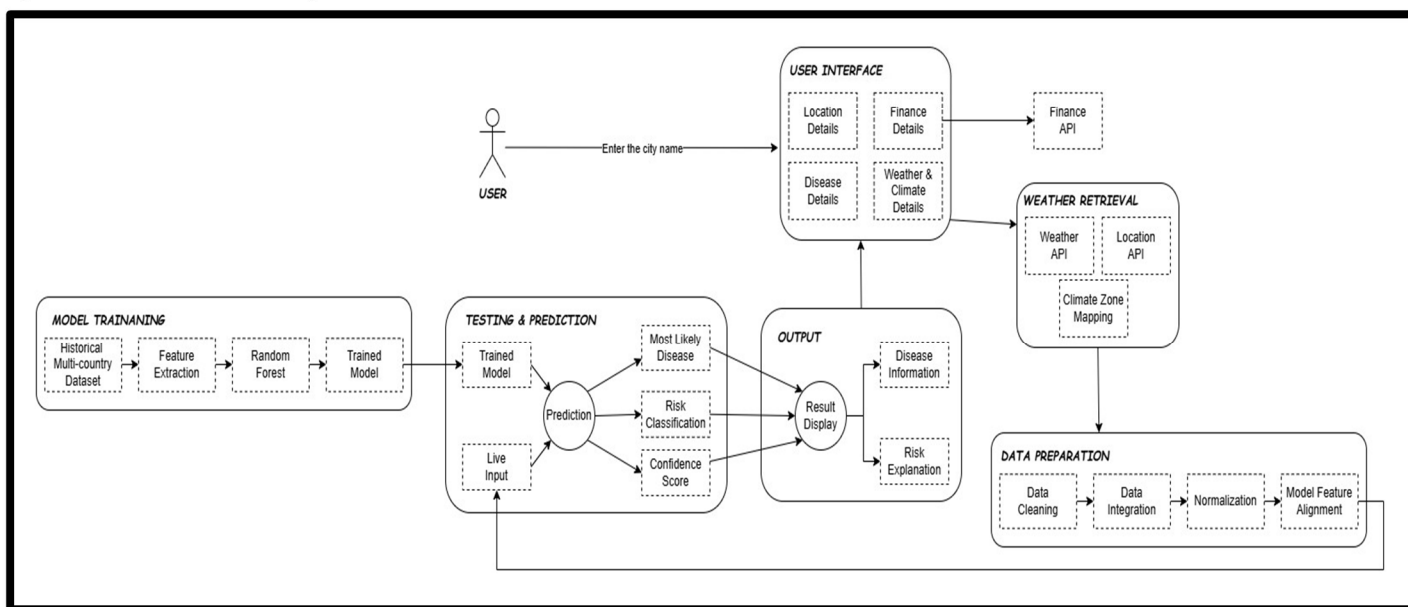 USER INTERFACE
Location
Details
Finance
Details
Disease
Details
Weather &
Climate
Details
Finance
API
Enter the city name
USER
WEATHER RETRIEVAL
Weather
API
Location
API
Climate Zone
Mapping
MODEL TRAINANING
Historical
Multi-country
Dataset
Feature
Extraction
Random
Forest
Trained
Model
TESTING & PREDICTION
Trained
Model
Live
Input
Prediction
Most Likely
Disease
Risk
Classification
Confidence
Score
OUTPUT
Result
Display
Disease
Information
Risk
Explanation
DATA PREPARATION
Data
Cleaning
Data
Integration
Normalization
Model Feature
Alignment